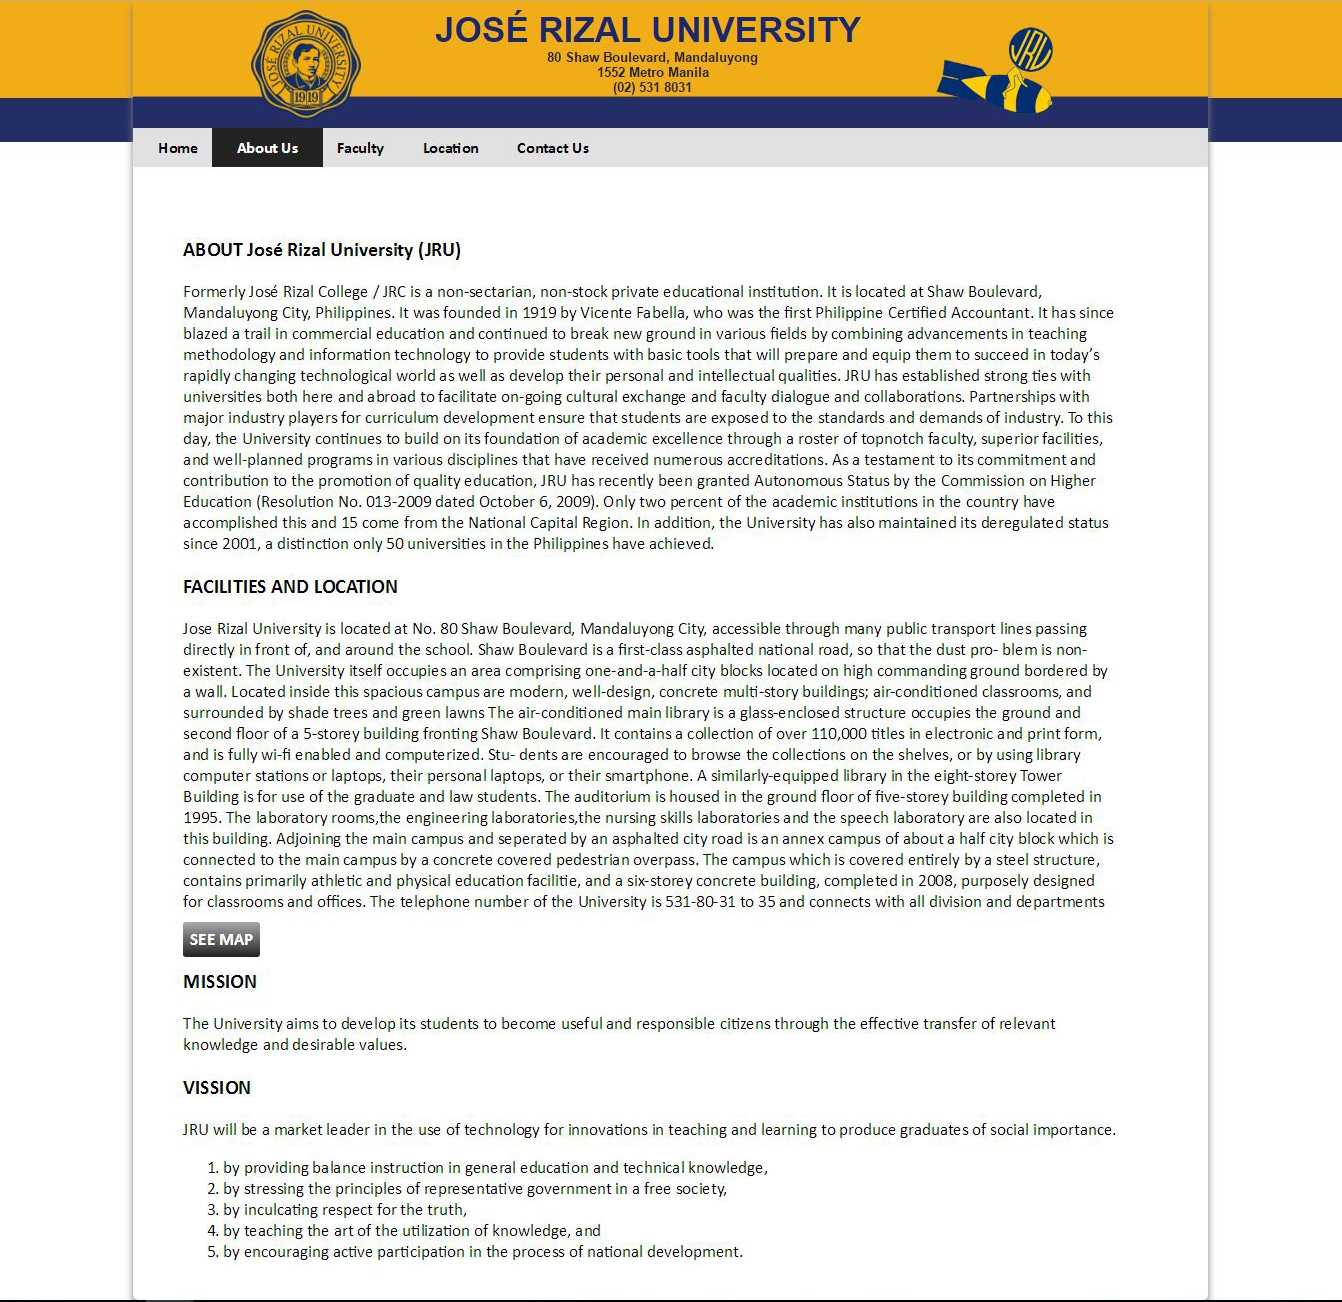 JOSÉ RIZAL UNIVERSITY
80 Shaw Boulevard, Mandaluyong
1552 Metro Manila
(02) 531 8031
JOSÉ RIZAL UNIVERSITY
1919
JRU
Home About Us Faculty Location Contact Us
ABOUT José Rizal University (JRU)
Formerly José Rizal College / JRC is a non-sectarian, non-stock private educational institution. It is located at Shaw Boulevard,
Mandaluyong City, Philippines. It was founded in 1919 by Vicente Fabella, who was the first Philippine Certified Accountant. It has since
blazed a trail in commercial education and continued to break new ground in various fields by combining advancements in teaching
methodology and information technology to provide students with basic tools that will prepare and equip them to succeed in today’s
rapidly changing technological world as well as develop their personal and intellectual qualities. JRU has established strong ties with
universities both here and abroad to facilitate on-going cultural exchange and faculty dialogue and collaborations. Partnerships with
major industry players for curriculum development ensure that students are exposed to the standards and demands of industry. To this
day, the University continues to build on its foundation of academic excellence through a roster of topnotch faculty, superior facilities,
and well-planned programs in various disciplines that have received numerous accreditations. As a testament to its commitment and
contribution to the promotion of quality education, JRU has recently been granted Autonomous Status by the Commission on Higher
Education (Resolution No. 013-2009 dated October 6, 2009). Only two percent of the academic institutions in the country have
accomplished this and 15 come from the National Capital Region. In addition, the University has also maintained its deregulated status
since 2001, a distinction only 50 universities in the Philippines have achieved.
FACILITIES AND LOCATION
Jose Rizal University is located at No. 80 Shaw Boulevard, Mandaluyong City, accessible through many public transport lines passing
directly in front of, and around the school. Shaw Boulevard is a first-class asphalted national road, so that the dust pro- blem is non-
existent. The University itself occupies an area comprising one-and-a-half city blocks located on high commanding ground bordered by
a wall. Located inside this spacious campus are modern, well-design, concrete multi-story buildings; air-conditioned classrooms, and
surrounded by shade trees and green lawns The air-conditioned main library is a glass-enclosed structure occupies the ground and
second floor of a 5-storey building fronting Shaw Boulevard. It contains a collection of over 110,000 titles in electronic and print form,
and is fully wi-fi enabled and computerized. Stu- dents are encouraged to browse the collections on the shelves, or by using library
computer stations or laptops, their personal laptops, or their smartphone. A similarly-equipped library in the eight-storey Tower
Building is for use of the graduate and law students. The auditorium is housed in the ground floor of five-storey building completed in
1995. The laboratory rooms,the engineering laboratories,the nursing skills laboratories and the speech laboratory are also located in
this building. Adjoining the main campus and seperated by an asphalted city road is an annex campus of about a half city block which is
connected to the main campus by a concrete covered pedestrian overpass. The campus which is covered entirely by a steel structure,
contains primarily athletic and physical education facilitie, and a six-storey concrete building, completed in 2008, purposely designed
for classrooms and offices. The telephone number of the University is 531-80-31 to 35 and connects with all division and departments
SEE MAP
MISSION
The University aims to develop its students to become useful and responsible citizens through the effective transfer of relevant
knowledge and desirable values.
VISSION
JRU will be a market leader in the use of technology for innovations in teaching and learning to produce graduates of social importance.
1. by providing balance instruction in general education and technical knowledge,
2. by stressing the principles of representative government in a free society,
3. by inculcating respect for the truth,
4. by teaching the art of the utilization of knowledge, and
5. by encouraging active participation in the process of national development.